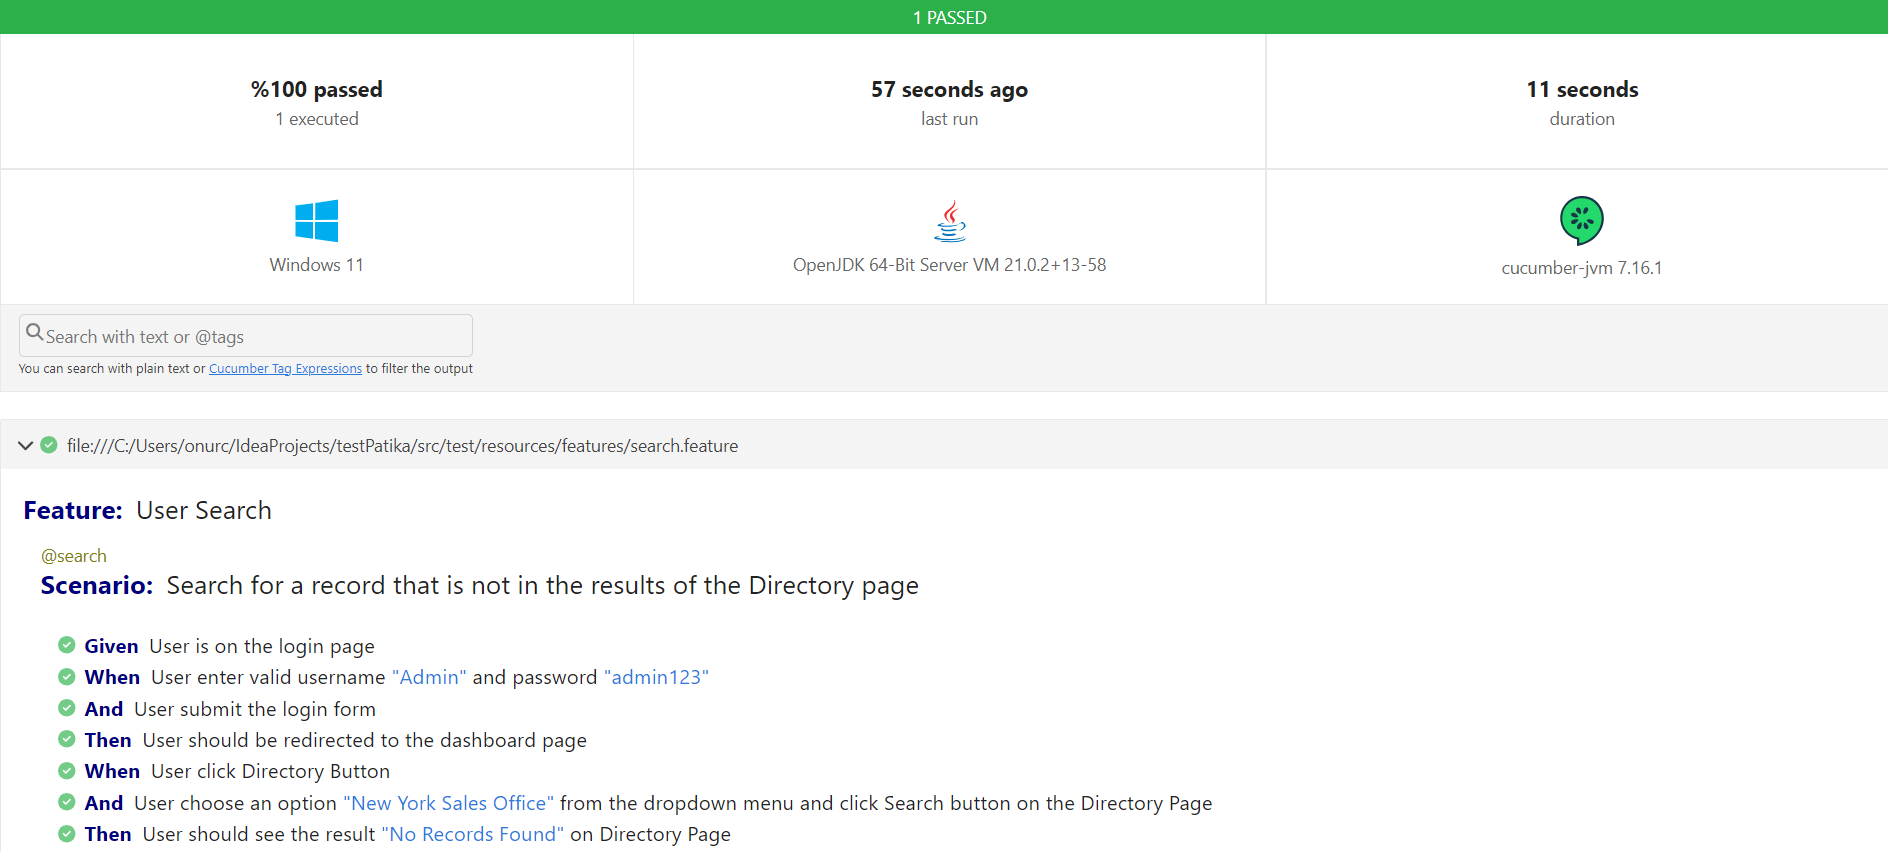 1 PASSED
%100 passed
1 executed
57 seconds ago
last run
11 seconds
duration
Windows 11
OpenJDK 64-Bit Server VM 21.0.2+13-58
cucumber-jvm 7.16.1
Search with text or @tags
You can search with plain text or Cucumber Tag Expressions to filter the output
file:///C:/Users/onurc/IdeaProjects/testPatika/src/test/resources/features/search.feature
Feature: User Search
@search
Scenario: Search for a record that is not in the results of the Directory page
Given User is on the login page
When User enter valid username "Admin" and password "admin123"
And User submit the login form
Then User should be redirected to the dashboard page
When User click Directory Button
And User choose an option "New York Sales Office" from the dropdown menu and click Search button on the Directory Page
Then User should see the result "No Records Found" on Directory Page